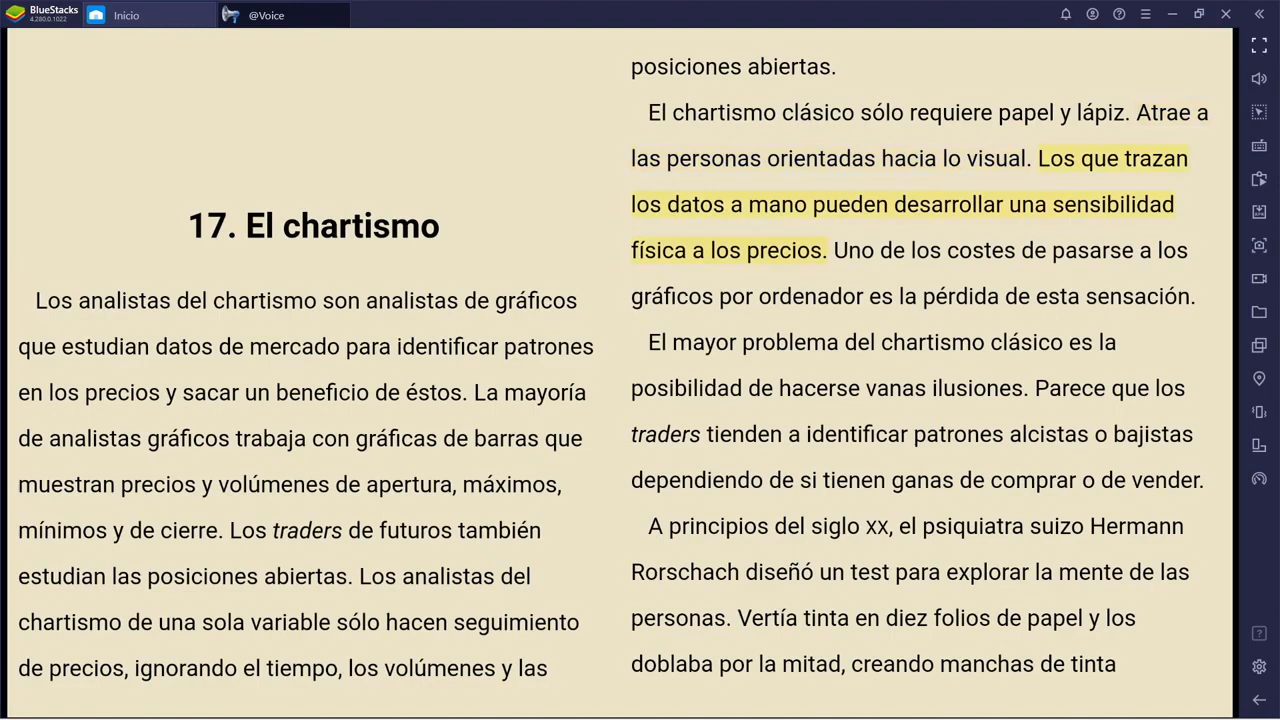 BlueStacks
4.280.0.1022
Inicio
@Voice
17. El chartismo
Los analistas del chartismo son analistas de gráficos
que estudian datos de mercado para identificar patrones
en los precios y sacar un beneficio de éstos. La mayoría
de analistas gráficos trabaja con gráficas de barras que
muestran precios y volúmenes de apertura, máximos,
mínimos y de cierre. Los traders de futuros también
estudian las posiciones abiertas. Los analistas del
chartismo de una sola variable sólo hacen seguimiento
de precios, ignorando el tiempo, los volúmenes y las
posiciones abiertas.
El chartismo clásico sólo requiere papel y lápiz. Atrae a
las personas orientadas hacia lo visual. Los que trazan
los datos a mano pueden desarrollar una sensibilidad
física a los precios. Uno de los costes de pasarse a los
gráficos por ordenador es la pérdida de esta sensación.
El mayor problema del chartismo clásico es la
posibilidad de hacerse vanas ilusiones. Parece que los
traders tienden a identificar patrones alcistas o bajistas
dependiendo de si tienen ganas de comprar o de vender.
A principios del siglo XX, el psiquiatra suizo Hermann
Rorschach diseñó un test para explorar la mente de las
personas. Vertía tinta en diez folios de papel y los
doblaba por la mitad, creando manchas de tinta